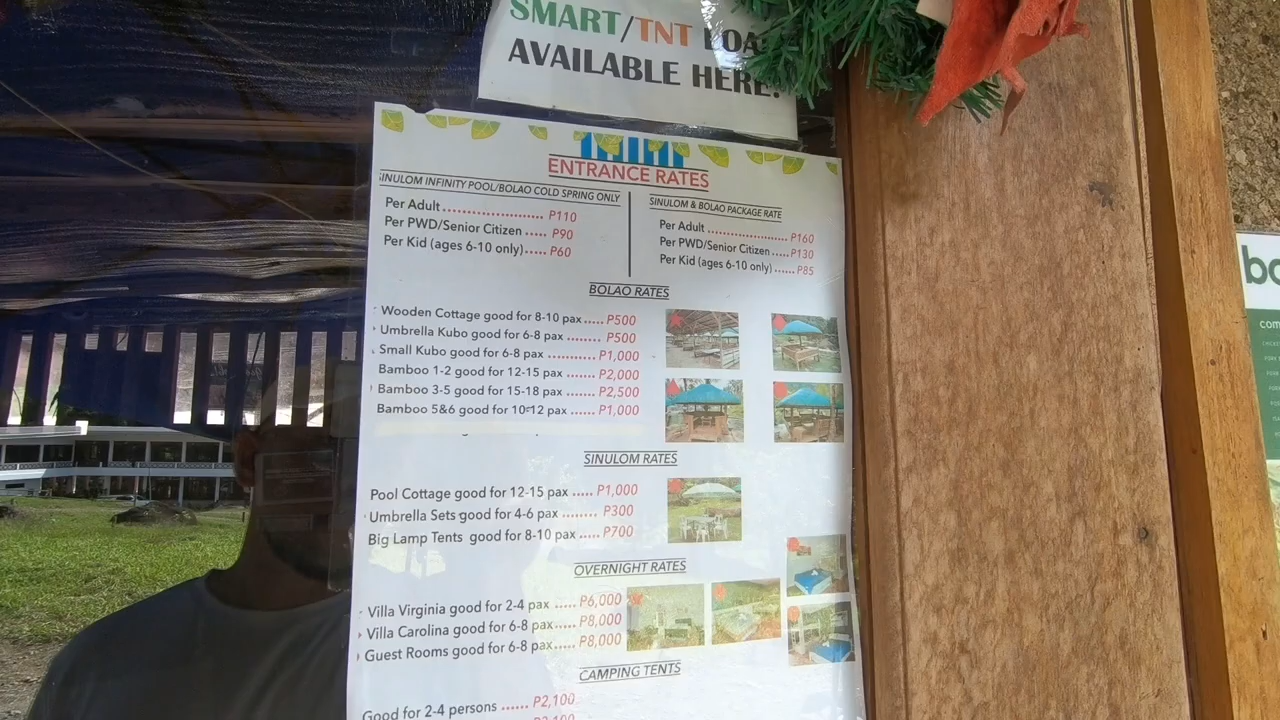 SMART/TNT LOA
AVAILABLE HERE!
ENTRANCE RATES
SINULOM INFINITY POOL/BOLAO COLD SPRING ONLY
Per Adult ...................... P110
Per PWD/Senior Citizen ..... P90
Per Kid (ages 6-10 only)..... P60
SINULOM & BOLAO PACKAGE RATE
Per Adult ...................... P160
Per PWD/Senior Citizen ..... P130
Per Kid (ages 6-10 only) ...... P85
BOLAO RATES
Wooden Cottage good for 8-10 pax ..... P500
Umbrella Kubo good for 6-8 pax ....... P500
Small Kubo good for 6-8 pax ........... P1,000
Bamboo 1-2 good for 12-15 pax ....... P2,000
Bamboo 3-5 good for 15-18 pax ....... P2,500
Bamboo 5&6 good for 10-12 pax ...... P1,000
SINULOM RATES
Pool Cottage good for 12-15 pax ..... P1,000
Umbrella Sets good for 4-6 pax ........ P300
Big Lamp Tents good for 8-10 pax ..... P700
OVERNIGHT RATES
Villa Virginia good for 2-4 pax ..... P6,000
Villa Carolina good for 6-8 pax ..... P8,000
Guest Rooms good for 6-8 pax..... P8,000
CAMPING TENTS
Good for 2-4 persons ...... P2,100